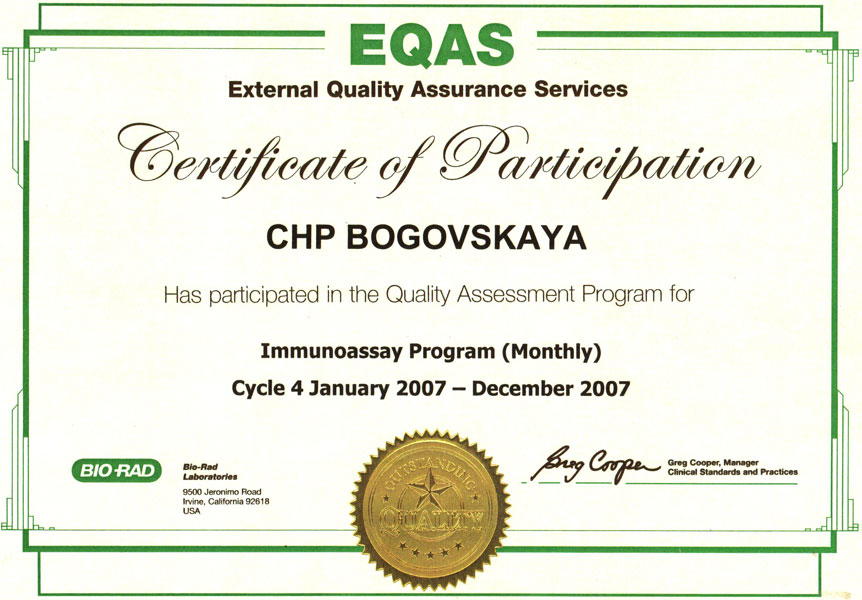 EQAS
External Quality Assurance Services
Certificate of Participation
CHP BOGOVSKAYA
Has participated in the Quality Assessment Program for
Immunoassay Program (Monthly)
Cycle 4 January 2007 – December 2007
BIO-RAD
Bio-Rad
Laboratories
9500 Jeronimo Road
Irvine, California 92618
USA
OUTSTANDING
QUALITY
Greg Cooper
Greg Cooper, Manager
Clinical Standards and Practices